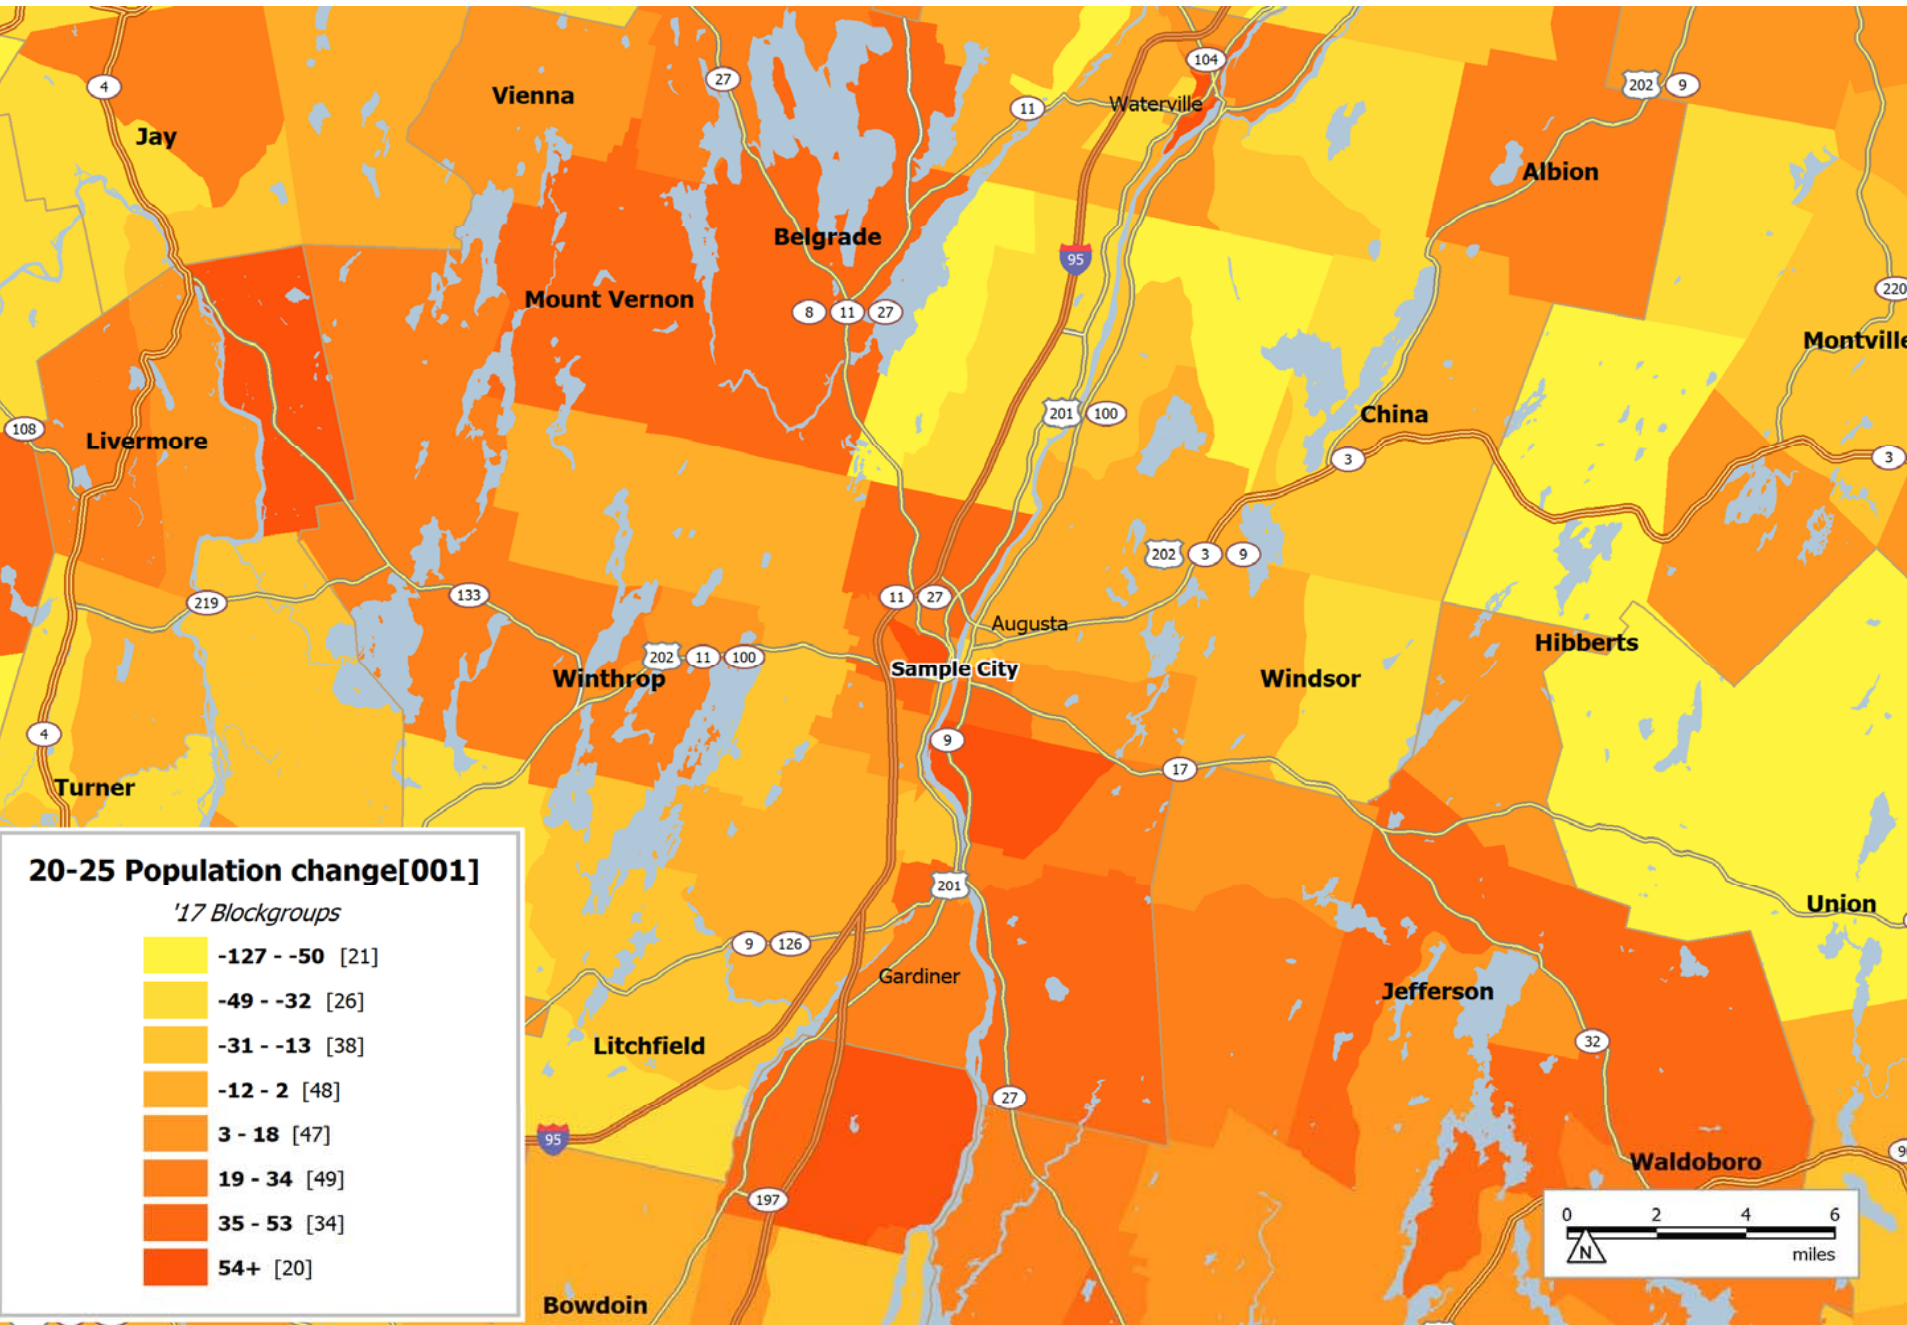 104
202 9
4
27
Vienna
11
Waterville
Jay
Albion
Belgrade
95
220
Mount Vernon
8 11 27
Montville
201 100
China
108
Livermore
3
3
202 3 9
133
11 27
219
Augusta
Hibberts
202 11 100
Sample City
Winthrop
Windsor
4
9
17
Turner
20-25 Population change[001]
'17 Blockgroups
-127 - -50 [21]
-49 - -32 [26]
-31 - -13 [38]
-12 - 2 [48]
3 - 18 [47]
19 - 34 [49]
35 - 53 [34]
54+ [20]
201
Union
9 126
Gardiner
Jefferson
Litchfield
32
27
95
Waldoboro
197
0 2 4 6
N
miles
Bowdoin